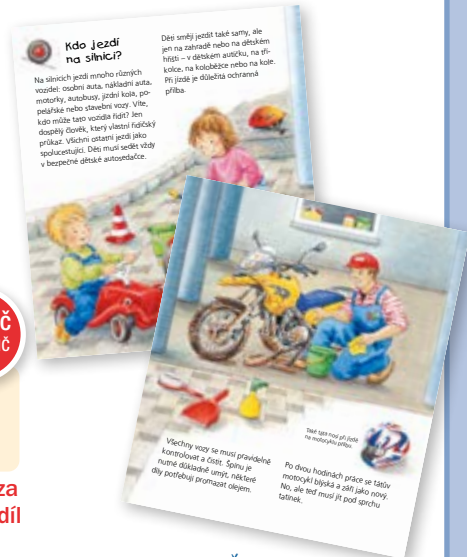 Kdo jezdí
na silnici?
Na silnicích jezdí mnoho různých
vozidel: osobní auta, nákladní auta,
motorky, autobusy, jízdní kola, po-
pelářské nebo stavební vozy. Víte,
kdo může tato vozidla řídit? Jen
dospělý člověk, který vlastní řidičský
průkaz. Všichni ostatní jezdí jako
spolucestující. Děti musí sedět vždy
v bezpečné dětské autosedačce.
Děti smějí jezdit také samy, ale
jen na zahradě nebo na dětském
hřišti – v dětském autíčku, na tří-
kolce, na koloběžce nebo na kole.
Při jízdě je důležitá ochranná
přilba.
Také táta nosí při jízdě
na motocyklu přilbu.
Všechny vozy se musí pravidelně
kontrolovat a čistit. Špínu je
nutné důkladně umýt, některé
díly potřebují promazat olejem.
Po dvou hodinách práce se tátův
motocykl blýská a září jako nový.
No, ale teď musí jít pod sprchu
tatínek.
Č
č
za
díl